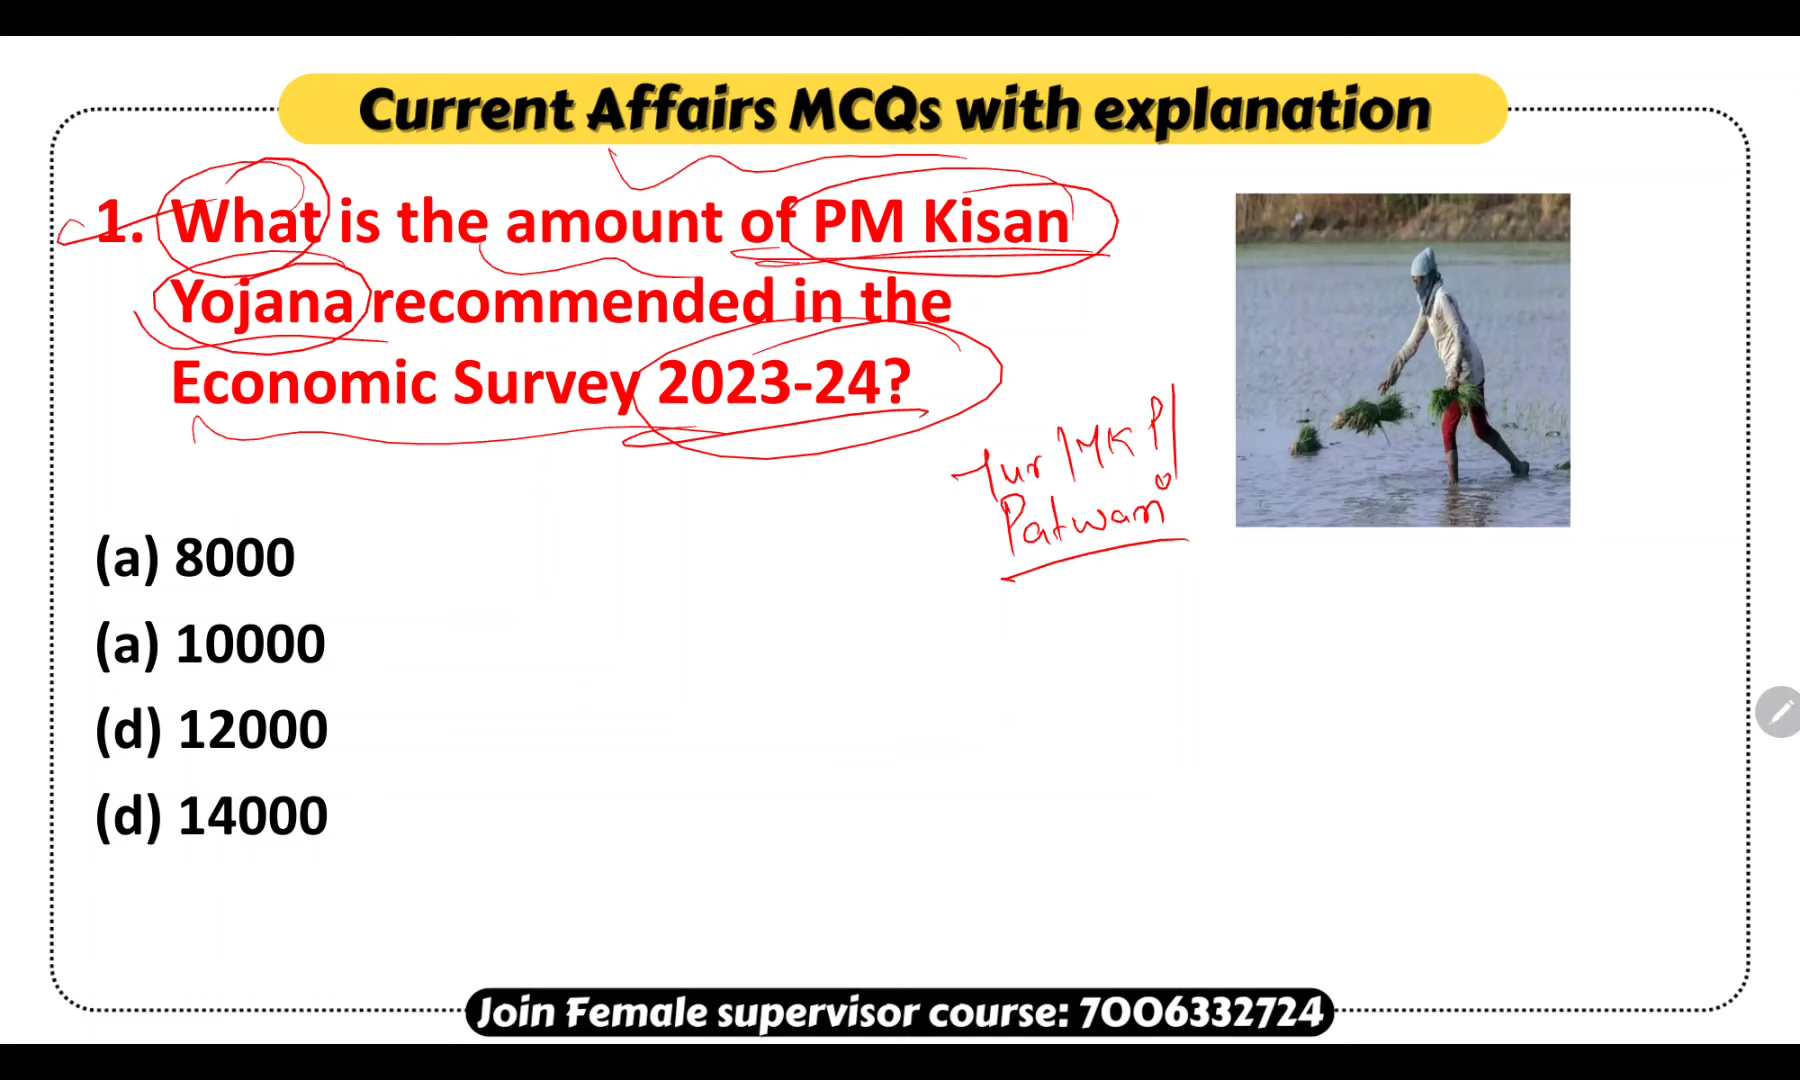 Current Affairs MCQs with explanation
1. What is the amount of PM Kisan
Yojana recommended in the
Economic Survey 2023-24?
Patwari
(a) 8000
(a) 10000
(d) 12000
(d) 14000
Join Female supervisor course: 7006332724